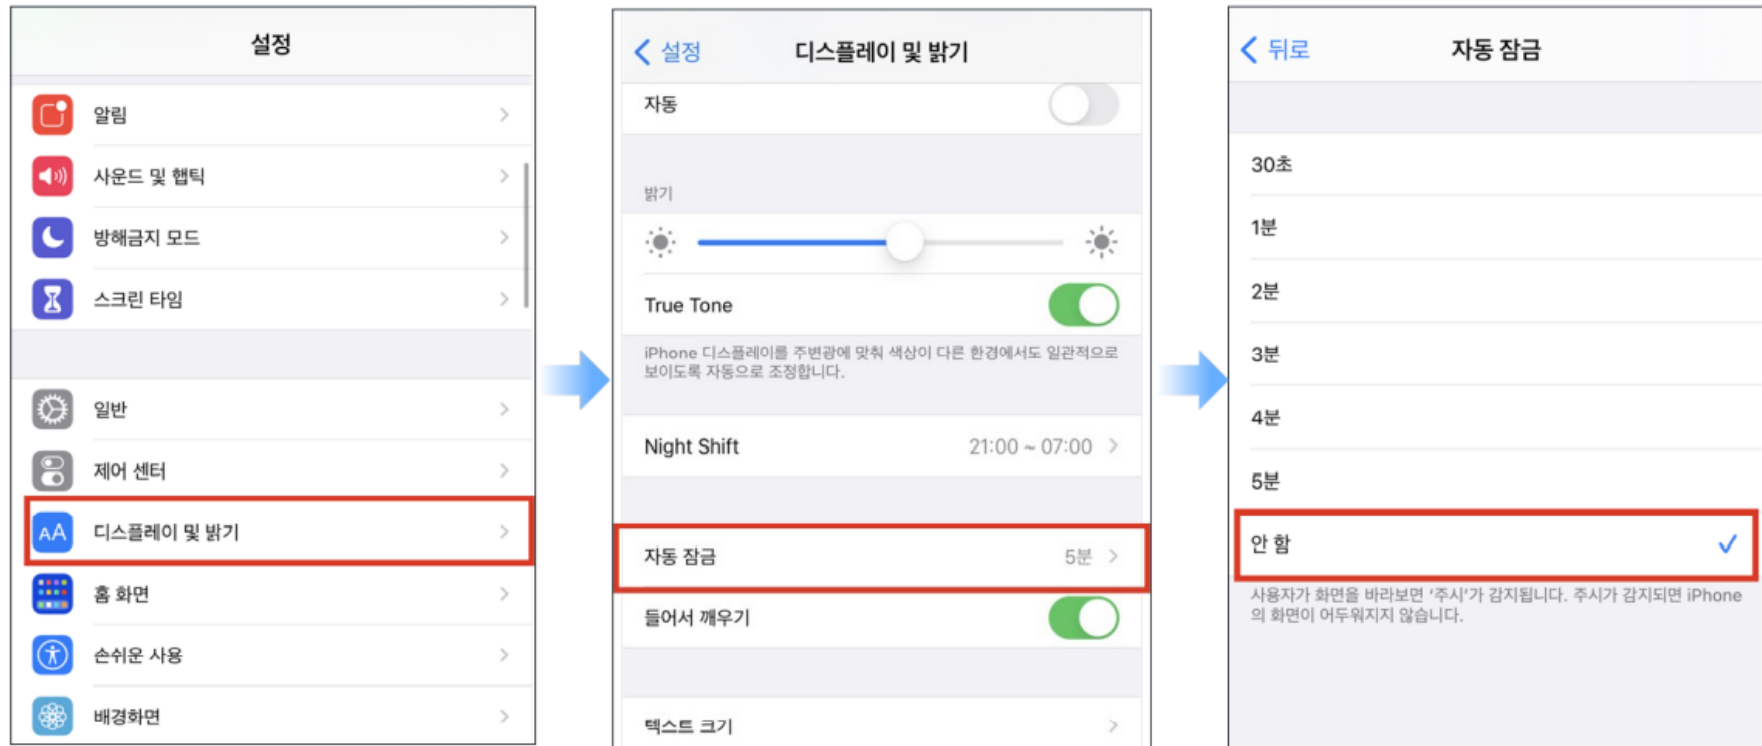 설정
알림
사운드 및 햅틱
방해금지 모드
스크린 타임
일반
제어 센터
AA 디스플레이 및 밝기
홈 화면
손쉬운 사용
배경화면
설정 디스플레이 및 밝기
자동
밝기
True Tone
iPhone 디스플레이를 주변광에 맞춰 색상이 다른 환경에서도 일관적으로
보이도록 자동으로 조정합니다.
Night Shift 21:00 ~ 07:00
자동 잠금 5분
들어서 깨우기
텍스트 크기
뒤로 자동 잠금
30초
1분
2분
3분
4분
5분
안 함
사용자가 화면을 바라보면 ‘주시’가 감지됩니다. 주시가 감지되면 iPhone
의 화면이 어두워지지 않습니다.